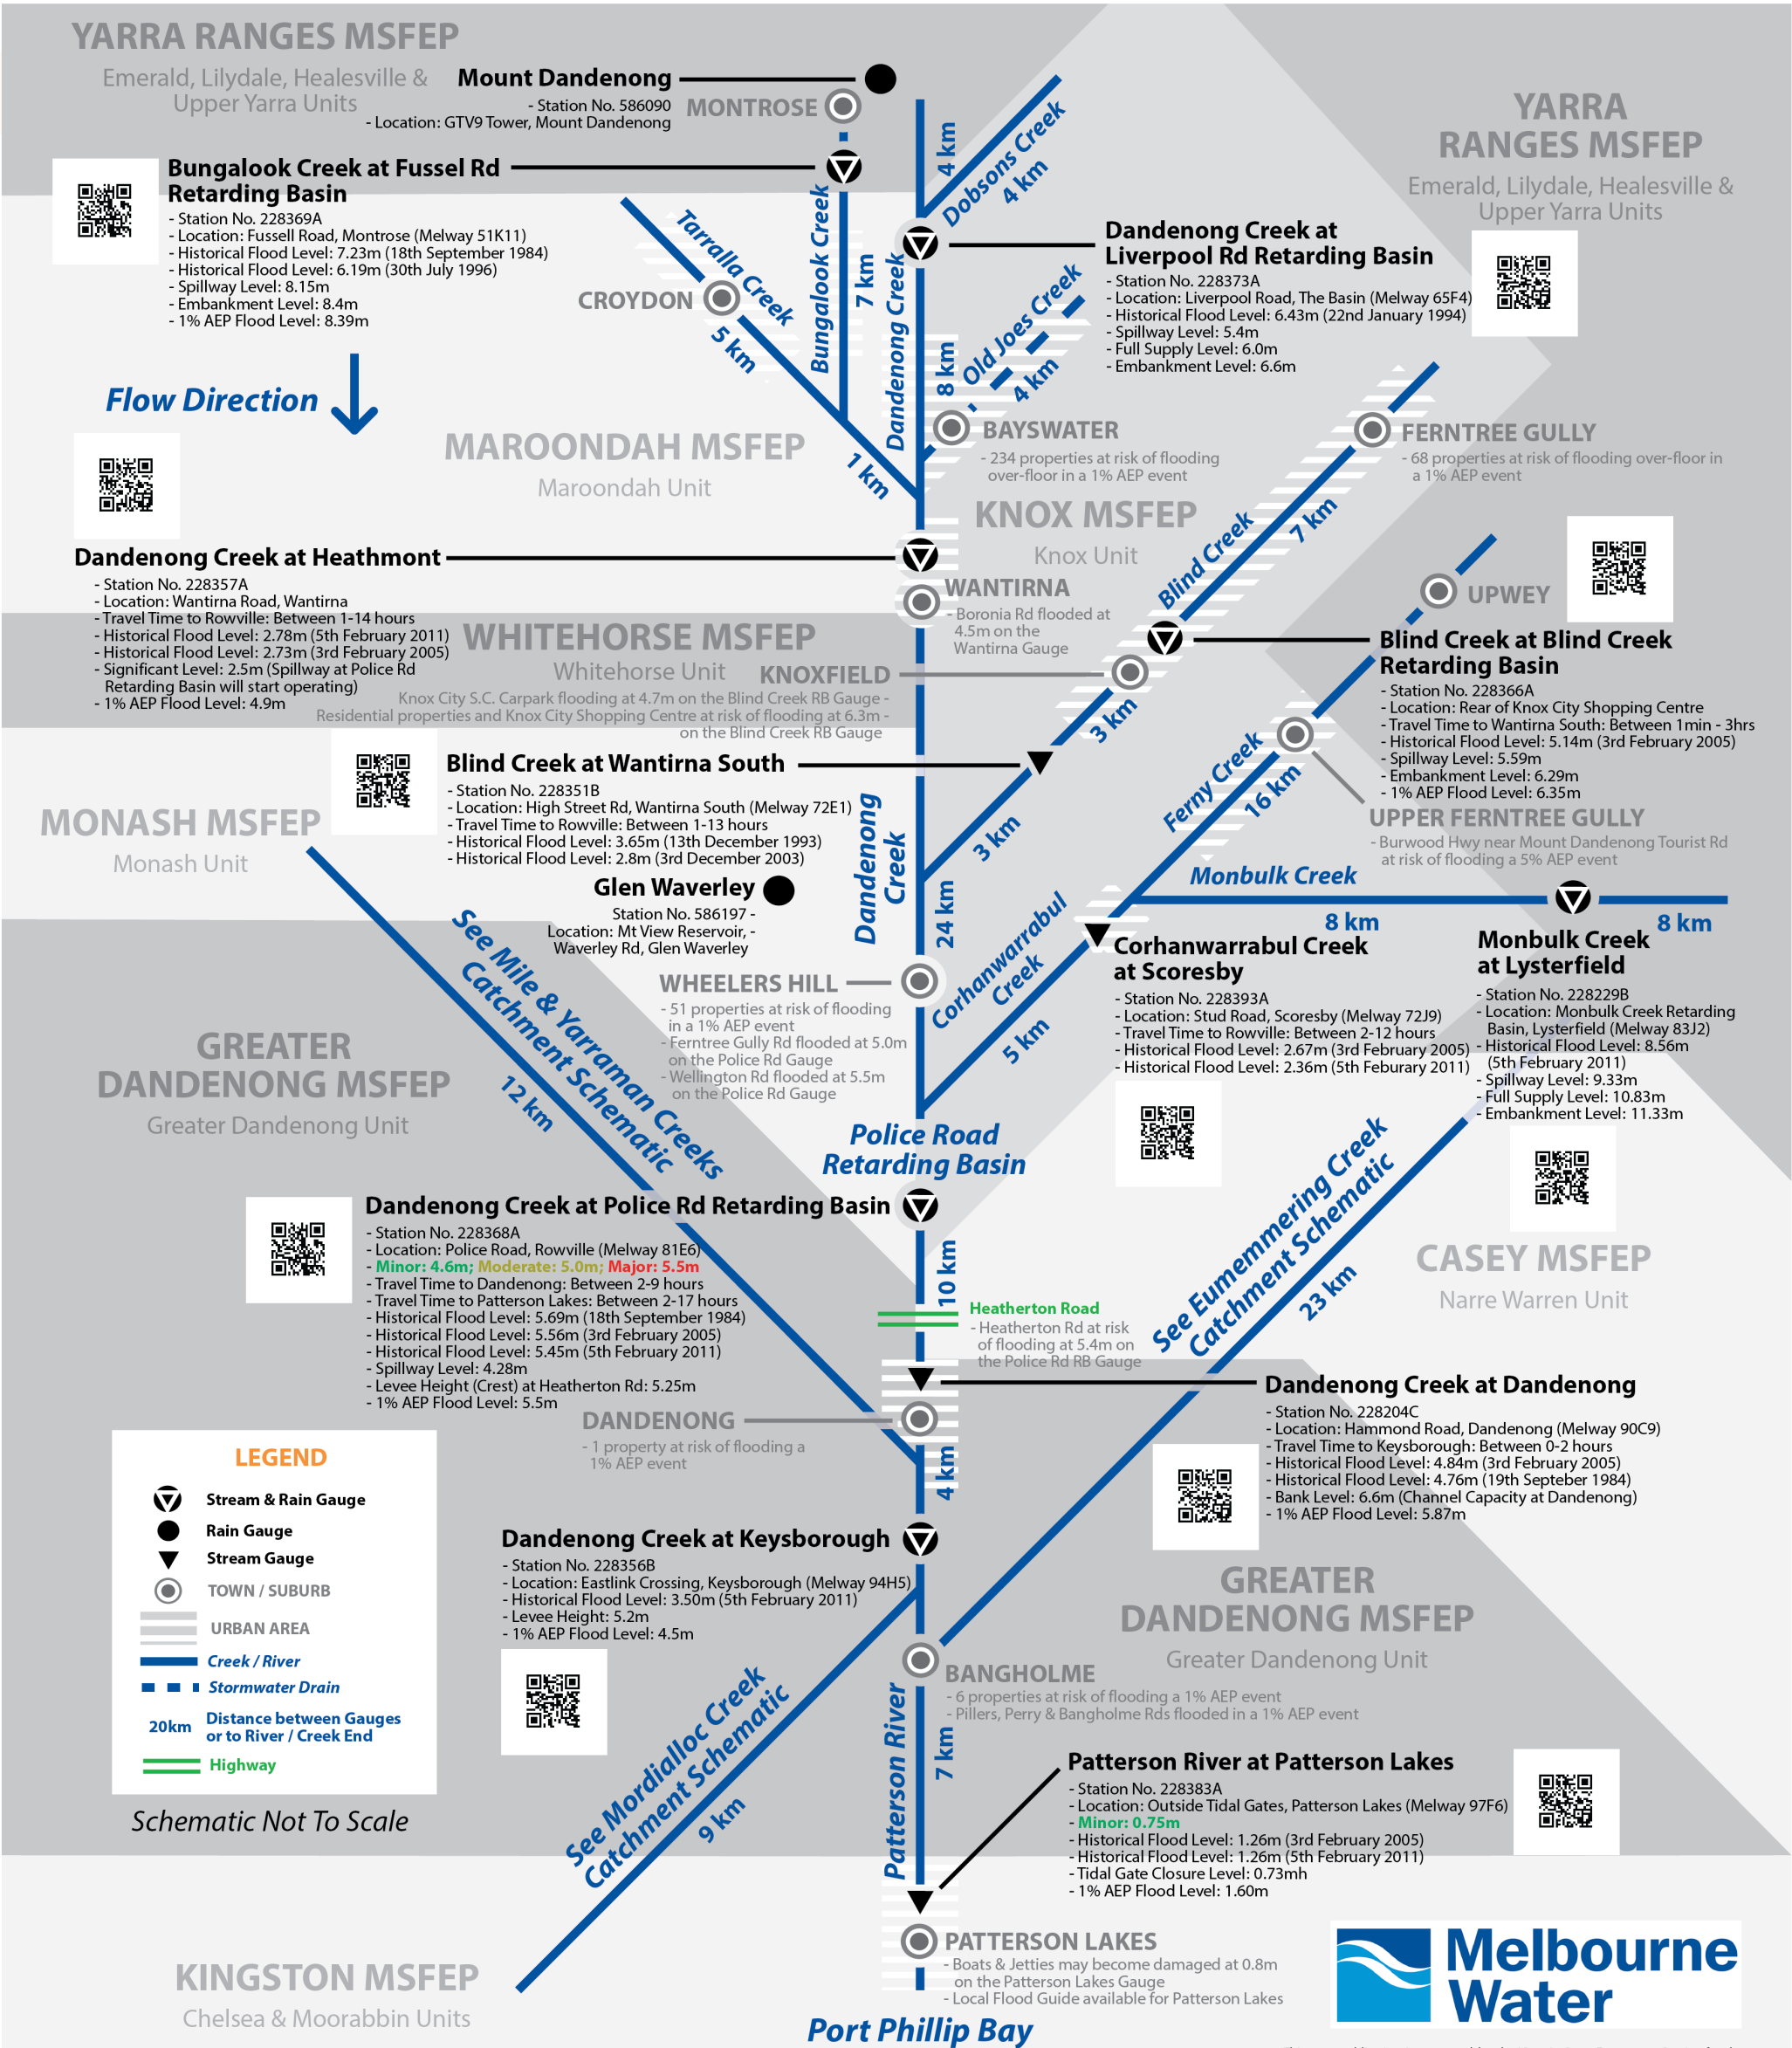 YARRA RANGES MSFEP
Emerald, Lilydale, Healesville &
Upper Yarra Units
Mount Dandenong
- Station No. 586090
- Location: GTV9 Tower, Mount Dandenong
MONTROSE
4 km
Dobsons Creek
4 km
YARRA
RANGES MSFEP
Emerald, Lilydale, Healesville &
Upper Yarra Units
Bungalook Creek at Fussel Rd
Retarding Basin
- Station No. 228369A
- Location: Fussell Road, Montrose (Melway 51K11)
- Historical Flood Level: 7.23m (18th September 1984)
- Historical Flood Level: 6.19m (30th July 1996)
- Spillway Level: 8.15m
- Embankment Level: 8.4m
- 1% AEP Flood Level: 8.39m
Tarralla Creek
CROYDON
5 km
Bungalook Creek
7 km
Dandenong Creek
8 km
Old Joes Creek
4 km
Dandenong Creek at
Liverpool Rd Retarding Basin
- Station No. 228373A
- Location: Liverpool Road, The Basin (Melway 65F4)
- Historical Flood Level: 6.43m (22nd January 1994)
- Spillway Level: 5.4m
- Full Supply Level: 6.0m
- Embankment Level: 6.6m
Flow Direction
MAROONDAH MSFEP
Maroondah Unit
1 km
BAYSWATER
- 234 properties at risk of flooding
over-floor in a 1% AEP event
FERNTREE GULLY
- 68 properties at risk of flooding over-floor in
a 1% AEP event
KNOX MSFEP
Knox Unit
Blind Creek
7 km
Dandenong Creek at Heathmont
- Station No. 228357A
- Location: Wantirna Road, Wantirna
- Travel Time to Rowville: Between 1-14 hours
- Historical Flood Level: 2.78m (5th February 2011)
- Historical Flood Level: 2.73m (3rd February 2005)
- Significant Level: 2.5m (Spillway at Police Rd
Retarding Basin will start operating)
- 1% AEP Flood Level: 4.9m
WANTIRNA
- Boronia Rd flooded at
4.5m on the
Wantirna Gauge
UPWEY
WHITEHORSE MSFEP
Whitehorse Unit
KNOXFIELD
Knox City S.C. Carpark flooding at 4.7m on the Blind Creek RB Gauge -
Residential properties and Knox City Shopping Centre at risk of flooding at 6.3m -
on the Blind Creek RB Gauge
3 km
Blind Creek at Blind Creek
Retarding Basin
- Station No. 228366A
- Location: Rear of Knox City Shopping Centre
- Travel Time to Wantirna South: Between 1min - 3hrs
- Historical Flood Level: 5.14m (3rd February 2005)
- Spillway Level: 5.59m
- Embankment Level: 6.29m
- 1% AEP Flood Level: 6.35m
Blind Creek at Wantirna South
- Station No. 228351B
- Location: High Street Rd, Wantirna South (Melway 72E1)
- Travel Time to Rowville: Between 1-13 hours
- Historical Flood Level: 3.65m (13th December 1993)
- Historical Flood Level: 2.8m (3rd December 2003)
MONASH MSFEP
Monash Unit
Dandenong
Creek
24 km
3 km
Ferny Creek
16 km
UPPER FERNTREE GULLY
- Burwood Hwy near Mount Dandenong Tourist Rd
at risk of flooding a 5% AEP event
Glen Waverley
Station No. 586197 -
Location: Mt View Reservoir, -
Waverley Rd, Glen Waverley
Monbulk Creek
8 km
8 km
Corhanwarrabul
Creek
5 km
Corhanwarrabul Creek
at Scoresby
- Station No. 228393A
- Location: Stud Road, Scoresby (Melway 72J9)
- Travel Time to Rowville: Between 2-12 hours
- Historical Flood Level: 2.67m (3rd February 2005)
- Historical Flood Level: 2.36m (5th Feburary 2011)
Monbulk Creek
at Lysterfield
- Station No. 228229B
- Location: Monbulk Creek Retarding
Basin, Lysterfield (Melway 83J2)
- Historical Flood Level: 8.56m
(5th February 2011)
- Spillway Level: 9.33m
- Full Supply Level: 10.83m
- Embankment Level: 11.33m
WHEELERS HILL
- 51 properties at risk of flooding
in a 1% AEP event
- Ferntree Gully Rd flooded at 5.0m
on the Police Rd Gauge
- Wellington Rd flooded at 5.5m
on the Police Rd Gauge
See Mile & Yarraman Creeks
Catchment Schematic
12 km
GREATER
DANDENONG MSFEP
Greater Dandenong Unit
Police Road
Retarding Basin
Dandenong Creek at Police Rd Retarding Basin
- Station No. 228368A
- Location: Police Road, Rowville (Melway 81E6)
- Minor: 4.6m; Moderate: 5.0m; Major: 5.5m
- Travel Time to Dandenong: Between 2-9 hours
- Travel Time to Patterson Lakes: Between 2-17 hours
- Historical Flood Level: 5.69m (18th September 1984)
- Historical Flood Level: 5.56m (3rd February 2005)
- Historical Flood Level: 5.45m (5th February 2011)
- Spillway Level: 4.28m
- Levee Height (Crest) at Heatherton Rd: 5.25m
- 1% AEP Flood Level: 5.5m
10 km
Heatherton Road
- Heatherton Rd at risk
of flooding at 5.4m on
the Police Rd RB Gauge
See Eumemmering Creek
Catchment Schematic
23 km
CASEY MSFEP
Narre Warren Unit
DANDENONG
- 1 property at risk of flooding a
1% AEP event
4 km
Dandenong Creek at Dandenong
- Station No. 228204C
- Location: Hammond Road, Dandenong (Melway 90C9)
- Travel Time to Keysborough: Between 0-2 hours
- Historical Flood Level: 4.84m (3rd February 2005)
- Historical Flood Level: 4.76m (19th Septeber 1984)
- Bank Level: 6.6m (Channel Capacity at Dandenong)
- 1% AEP Flood Level: 5.87m
LEGEND
Stream & Rain Gauge
Rain Gauge
Stream Gauge
TOWN / SUBURB
URBAN AREA
Creek / River
Stormwater Drain
20km
Distance between Gauges
or to River / Creek End
Highway
Schematic Not To Scale
Dandenong Creek at Keysborough
- Station No. 228356B
- Location: Eastlink Crossing, Keysborough (Melway 94H5)
- Historical Flood Level: 3.50m (5th February 2011)
- Levee Height: 5.2m
- 1% AEP Flood Level: 4.5m
GREATER
DANDENONG MSFEP
Greater Dandenong Unit
BANGHOLME
- 6 properties at risk of flooding a 1% AEP event
- Pillers, Perry & Bangholme Rds flooded in a 1% AEP event
See Mordialloc Creek
Catchment Schematic
9 km
Patterson River
7 km
Patterson River at Patterson Lakes
- Station No. 228383A
- Location: Outside Tidal Gates, Patterson Lakes (Melway 97F6)
- Minor: 0.75m
- Historical Flood Level: 1.26m (3rd February 2005)
- Historical Flood Level: 1.26m (5th February 2011)
- Tidal Gate Closure Level: 0.73mh
- 1% AEP Flood Level: 1.60m
KINGSTON MSFEP
Chelsea & Moorabbin Units
PATTERSON LAKES
- Boats & Jetties may become damaged at 0.8m
on the Patterson Lakes Gauge
- Local Flood Guide available for Patterson Lakes
Port Phillip Bay
Melbourne
Water